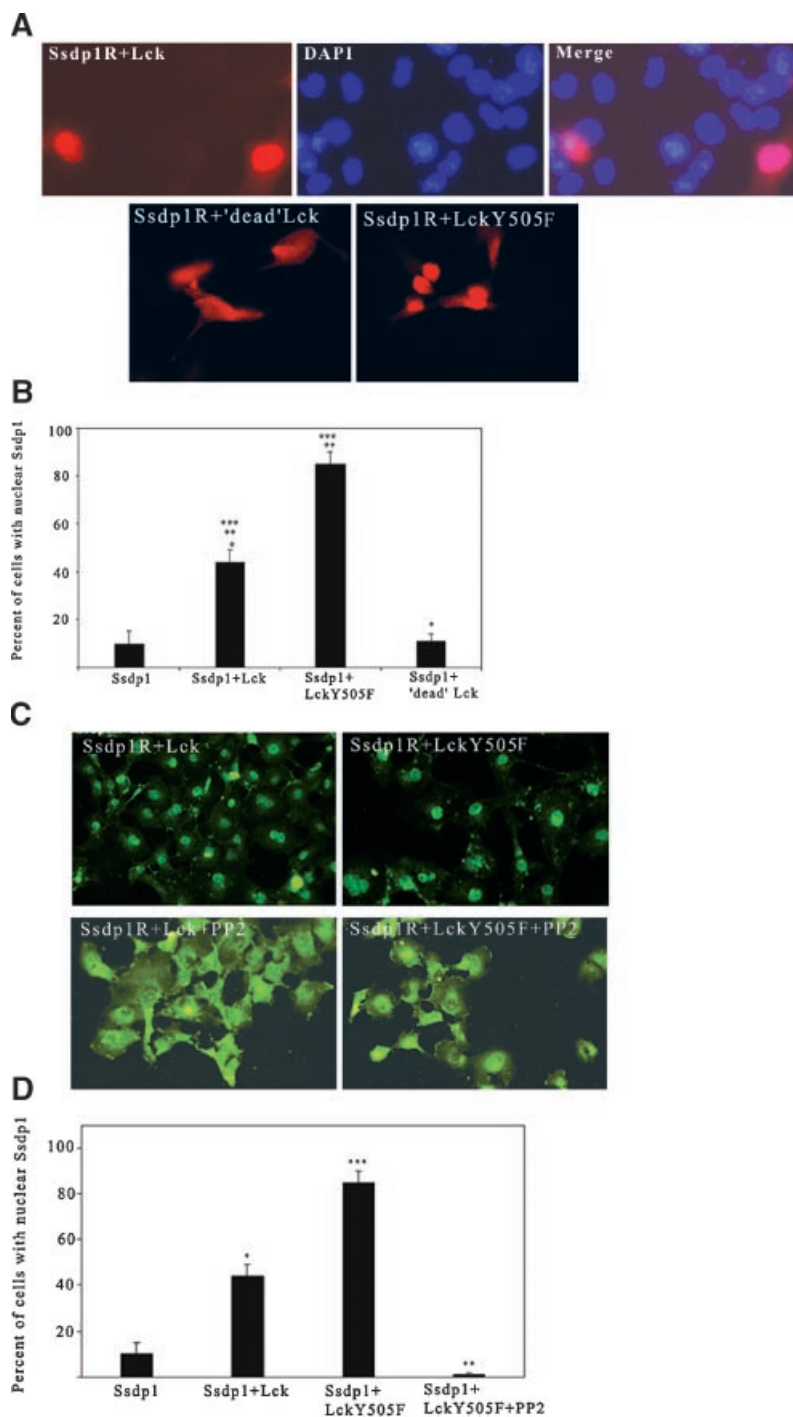 A
Ssdp1R+Lck
DAPI
Merge
Ssdp1R+'dead'Lck
Ssdp1R+LckY505F
B
Percent of cells with nuclear Ssdp1
100
80
60
40
20
***
**
*
***
**
*
Ssdp1
Ssdp1+Lck
Ssdp1+
LckY505F
Ssdp1+
'dead' Lck
C
Ssdp1R+Lck
Ssdp1R+LckY505F
Ssdp1R+Lck+PP2
Ssdp1R+LckY505F+PP2
D
Percent of cells with nuclear Ssdp1
100
80
60
40
20
*
***
**
Ssdp1
Ssdp1+Lck
Ssdp1+
LckY505F
Ssdp1+
LckY505F+PP2